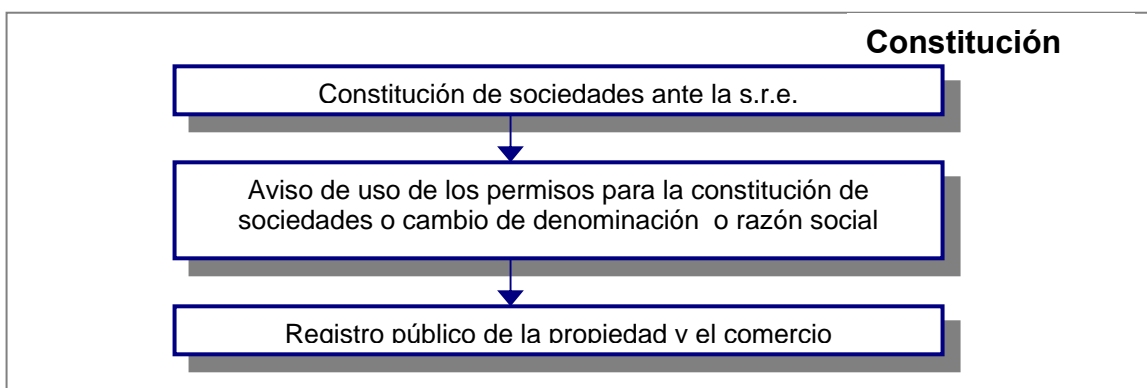 Constitución
Constitución de sociedades ante la s.r.e.
Aviso de uso de los permisos para la constitución de
sociedades o cambio de denominación o razón social
Registro público de la propiedad y el comercio